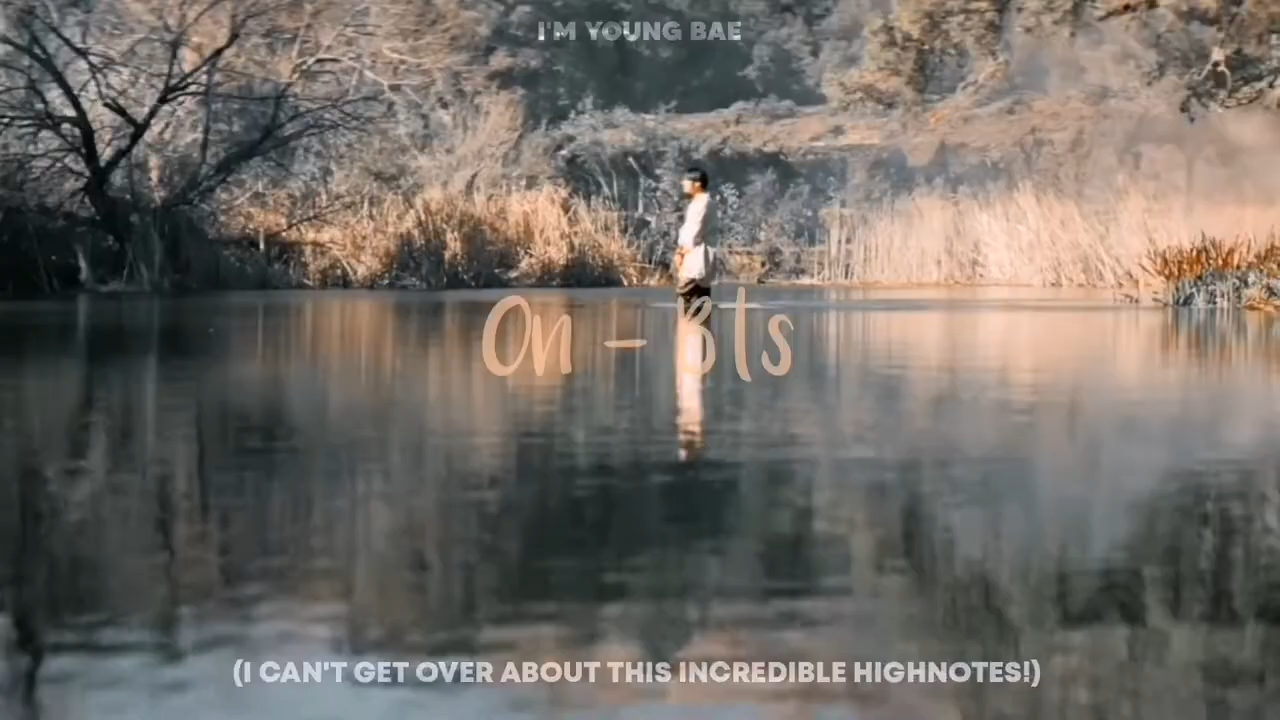 I'M YOUNG BAE
On - Bts
(I CAN'T GET OVER ABOUT THIS INCREDIBLE HIGHNOTES!)